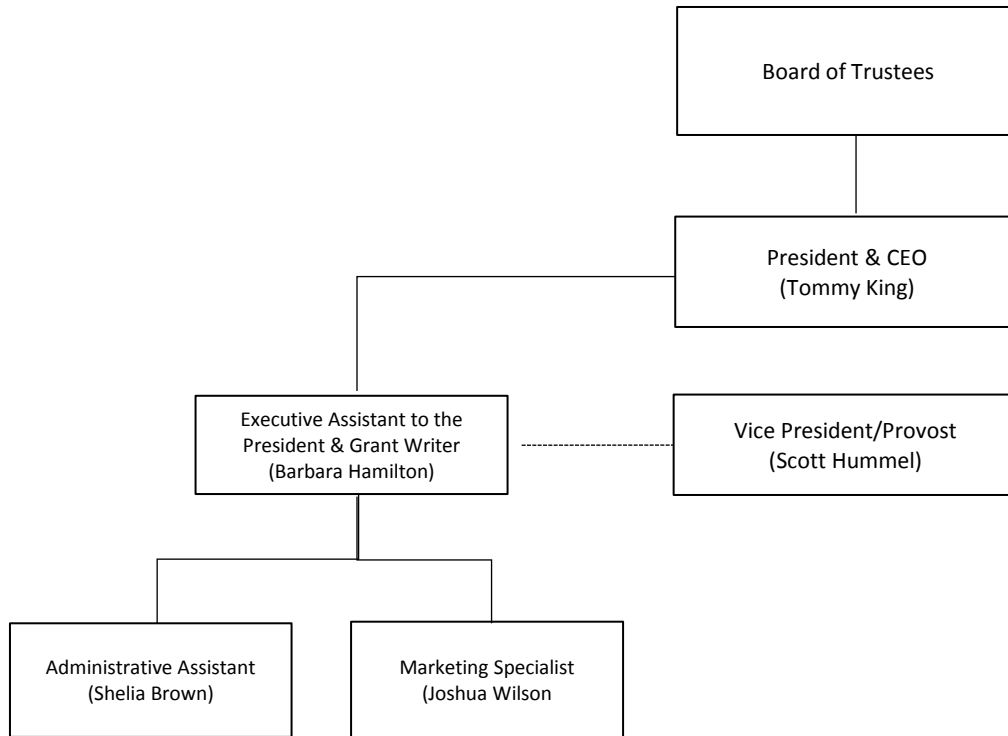 Board of Trustees
President & CEO
(Tommy King)
Executive Assistant to the
President & Grant Writer
(Barbara Hamilton)
Vice President/Provost
(Scott Hummel)
Administrative Assistant
(Shelia Brown)
Marketing Specialist
(Joshua Wilson